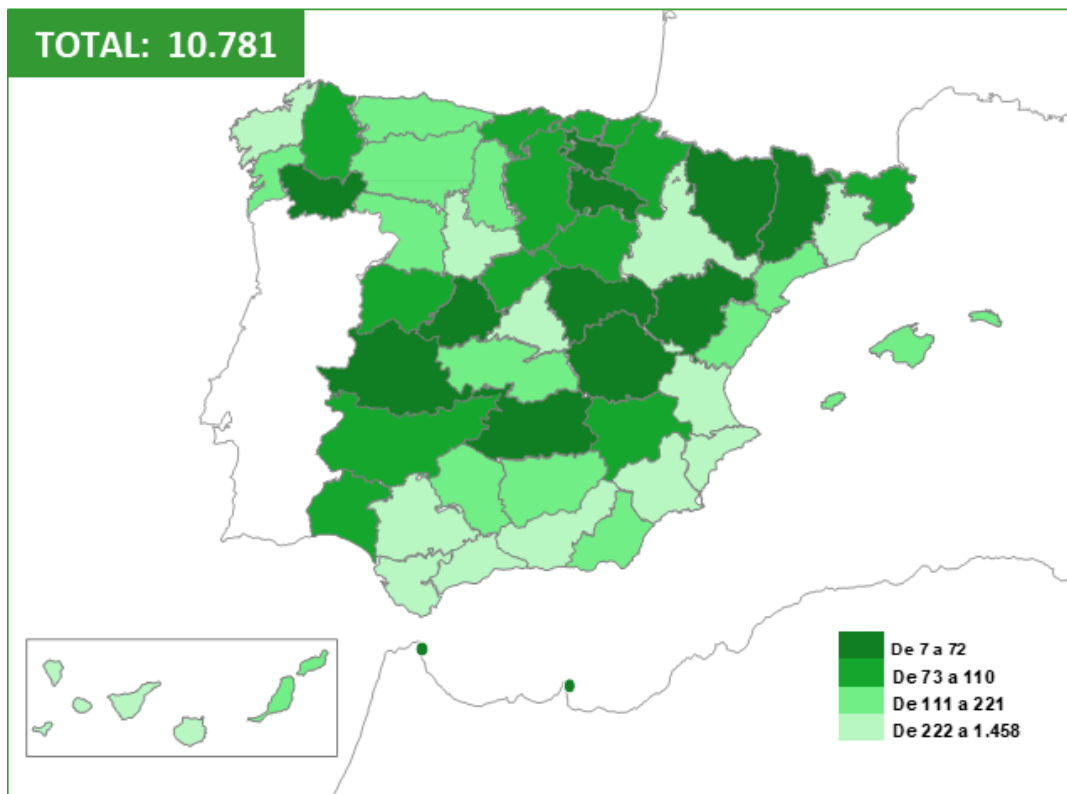 TOTAL: 10.781
De 7 a 72
De 73 a 110
De 111 a 221
De 222 a 1.458